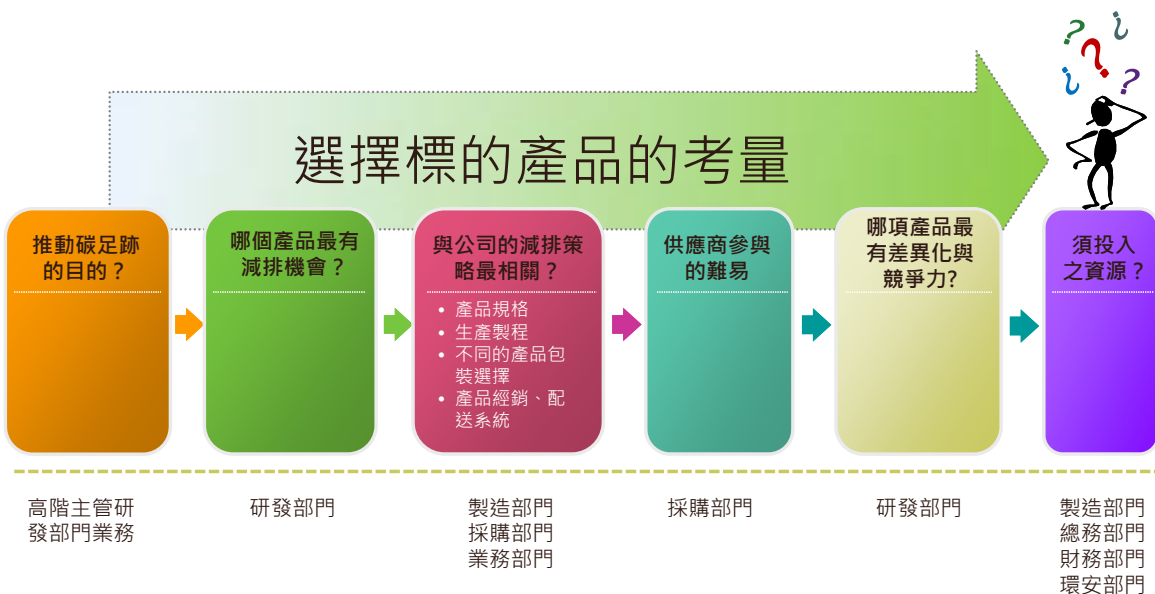 選擇標的產品的考量
推動碳足跡
的目的？
哪個產品最有
減排機會？
與公司的減排策
略最相關？
• 產品規格
• 生產製程
• 不同的產品包
裝選擇
• 產品經銷、配
送系統
供應商參與
的難易
哪項產品最
有差異化與
競爭力?
須投入
之資源？
高階主管研
發部門業務
研發部門
製造部門
採購部門
業務部門
採購部門
研發部門
製造部門
總務部門
財務部門
環安部門
? ¿
?
¿ ?